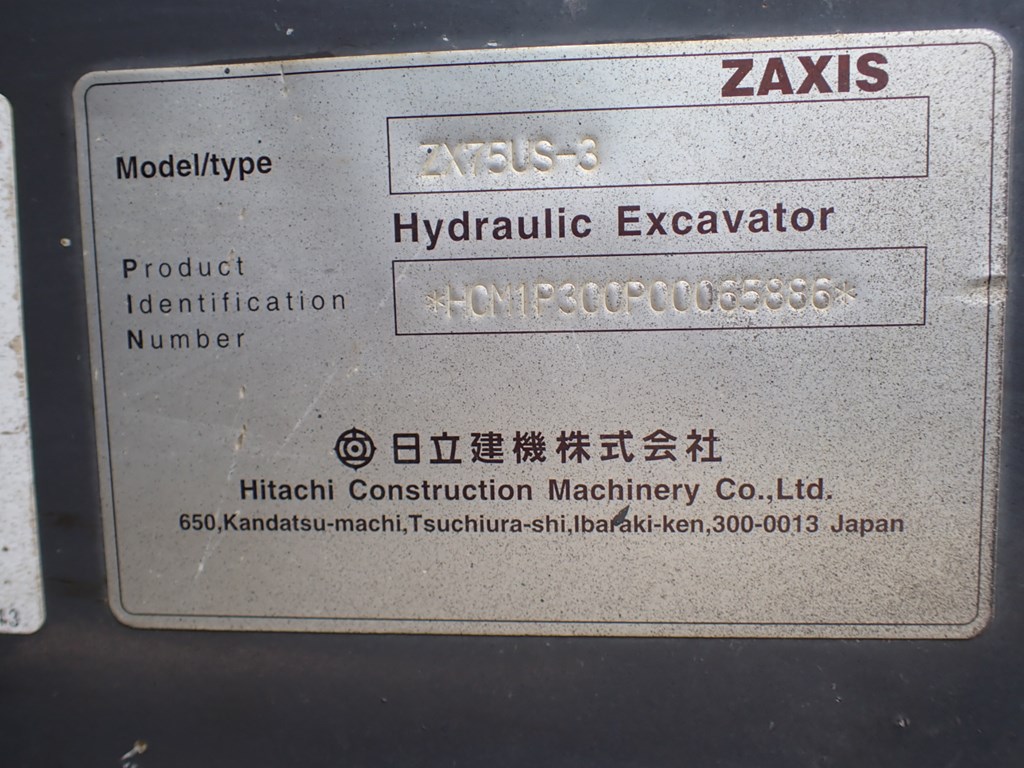 ZAXIS
Model/type ZX75US-3
Hydraulic Excavator
Product
Identification *HCM1P300P00065886*
Number
日立建機株式会社
Hitachi Construction Machinery Co.,Ltd.
650,Kandatsu-machi,Tsuchiura-shi,Ibaraki-ken,300-0013 Japan